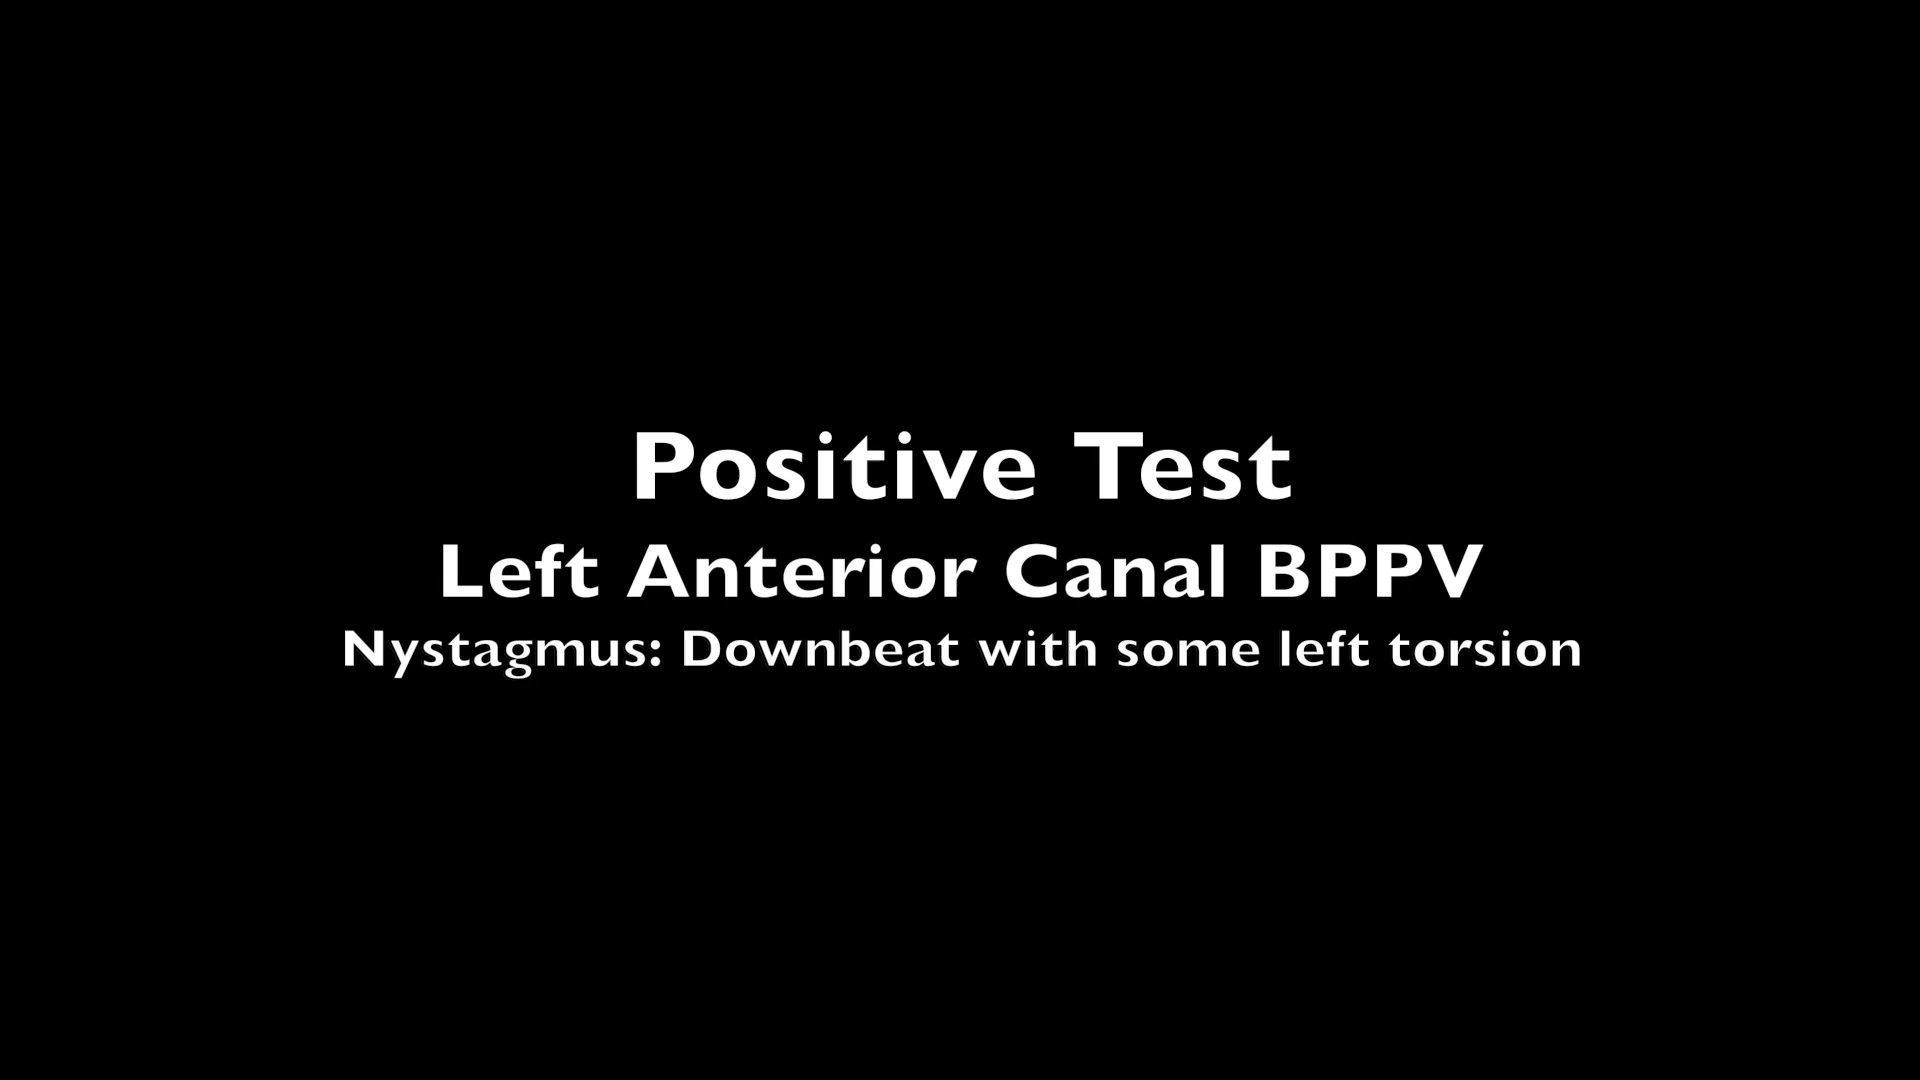 Positive Test
Left Anterior Canal BPPV
Nystagmus: Downbeat with some left torsion